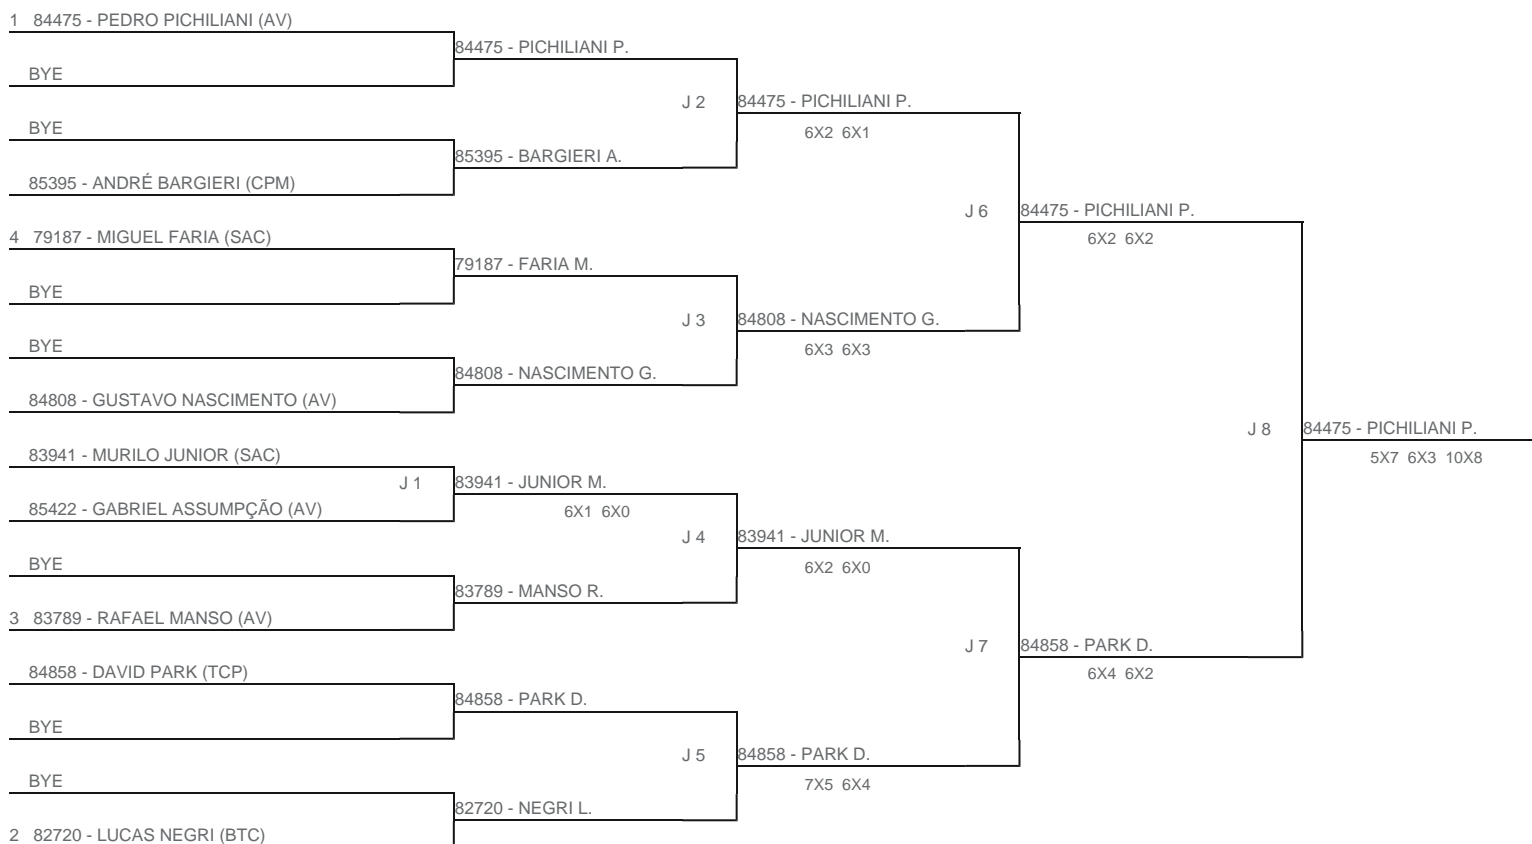 1 84475 - PEDRO PICHILIANI (AV)
84475 - PICHILIANI P.
BYE
J 2
84475 - PICHILIANI P.
6X2 6X1
BYE
85395 - BARGIERI A.
85395 - ANDRÉ BARGIERI (CPM)
J 6
84475 - PICHILIANI P.
6X2 6X2
4 79187 - MIGUEL FARIA (SAC)
79187 - FARIA M.
BYE
J 3
84808 - NASCIMENTO G.
6X3 6X3
BYE
84808 - NASCIMENTO G.
84808 - GUSTAVO NASCIMENTO (AV)
J 8
84475 - PICHILIANI P.
5X7 6X3 10X8
83941 - MURILO JUNIOR (SAC)
J 1
83941 - JUNIOR M.
6X1 6X0
85422 - GABRIEL ASSUMPÇÃO (AV)
J 4
83941 - JUNIOR M.
6X2 6X0
BYE
83789 - MANSO R.
3 83789 - RAFAEL MANSO (AV)
J 7
84858 - PARK D.
6X4 6X2
84858 - DAVID PARK (TCP)
84858 - PARK D.
BYE
J 5
84858 - PARK D.
7X5 6X4
BYE
82720 - NEGRI L.
2 82720 - LUCAS NEGRI (BTC)